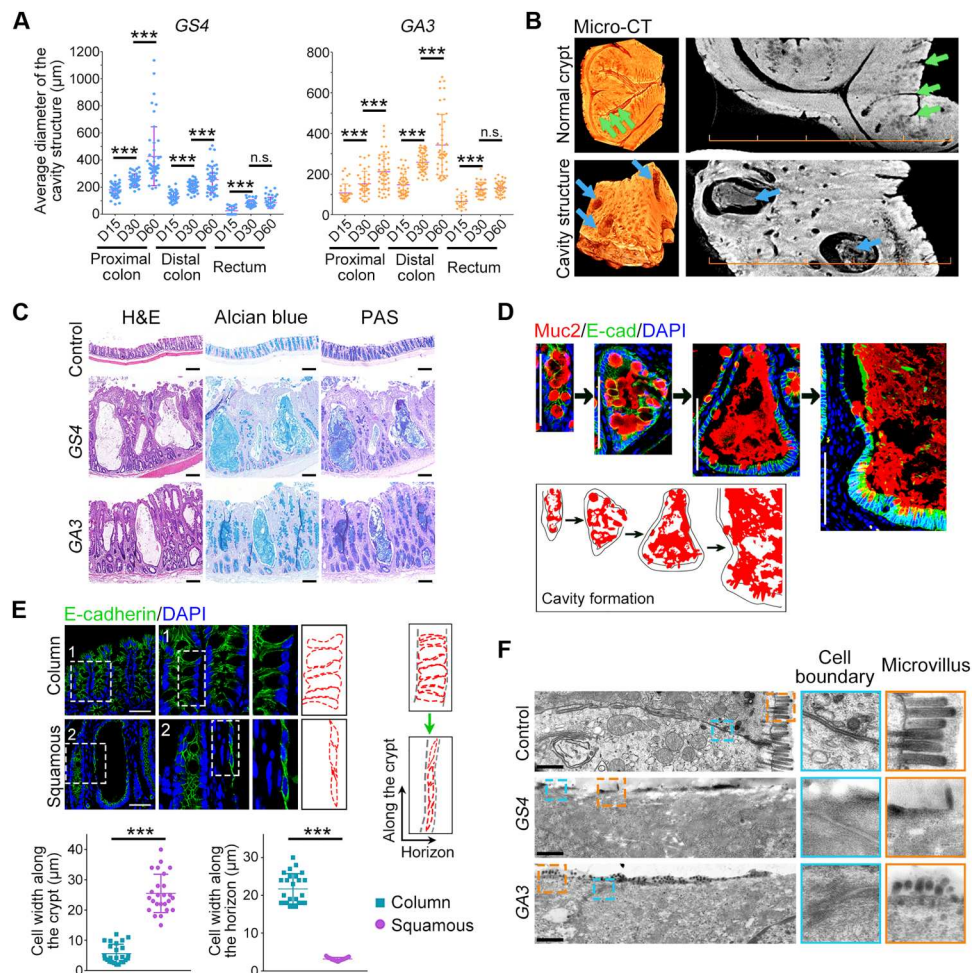 A
GS4
GA3
Average diameter of the
cavity structure (μm)
1200
1000
800
600
400
200
0
***
***
***
***
***
n.s.
D15
D30
D60
D15
D30
D60
D15
D30
D60
Proximal
colon
Distal
colon
Rectum
800
600
400
200
0
***
***
***
***
***
n.s.
D15
D30
D60
D15
D30
D60
D15
D30
D60
Proximal
colon
Distal
colon
Rectum
B
Micro-CT
Normal crypt
Cavity structure
C
H&E
Alcian blue
PAS
Control
GS4
GA3
D
Muc2/E-cad/DAPI
Cavity formation
E
E-cadherin/DAPI
Column
1
1
Squamous
2
2
Along the crypt
Horizon
Cell width along
the crypt (μm)
40
30
20
10
0
***
Cell width along
the horizon (μm)
30
20
10
0
***
Column
Squamous
F
Cell
boundary
Microvillus
Control
GS4
GA3